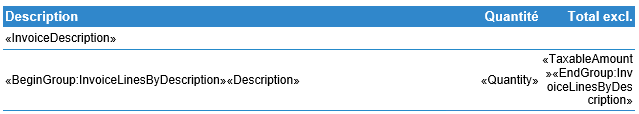 Description Quantité Total excl.
«InvoiceDescription»
«BeginGroup:InvoiceLinesByDescription»«Description» «Quantity» «TaxableAmount
»«EndGroup:Inv
oiceLinesByDes
cription»